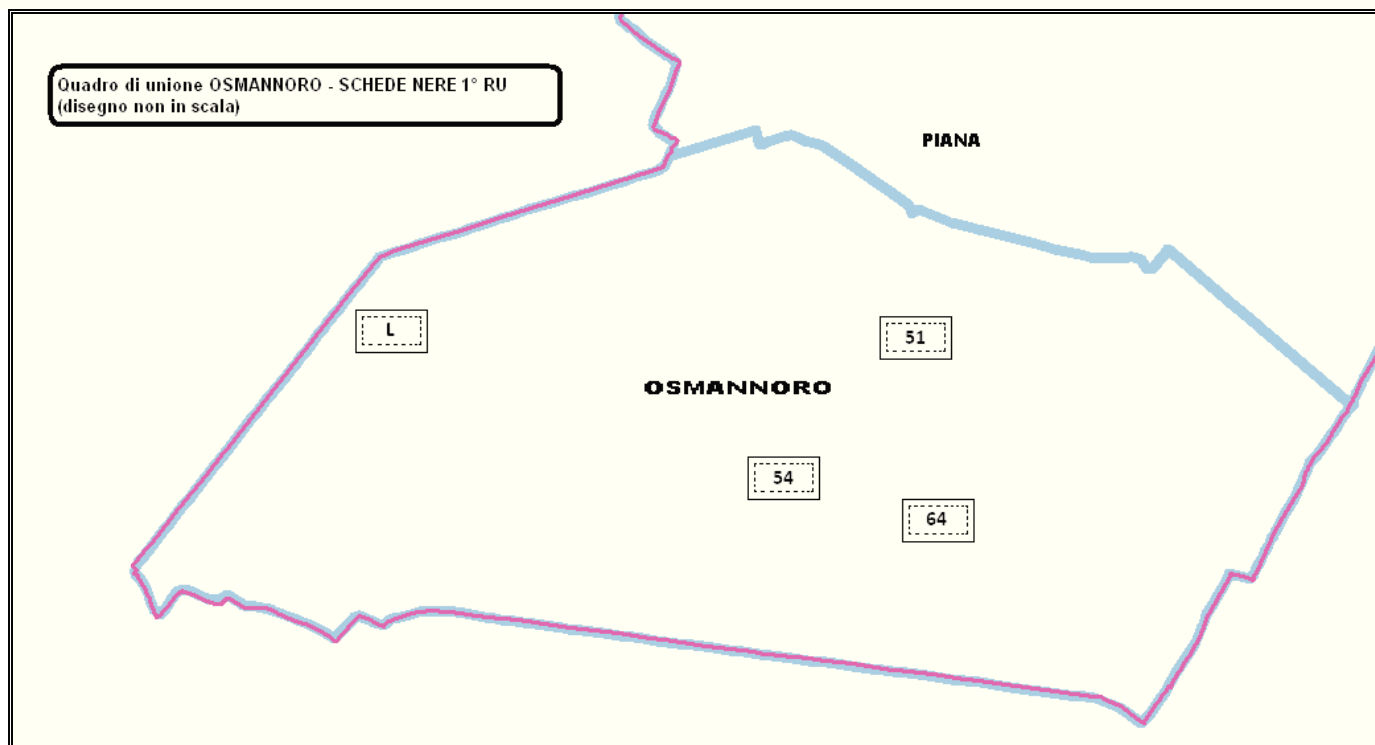 Quadro di unione OSMANNORO - SCHEDE NERE 1° RU
(disegno non in scala)
PIANA
L
51
OSMANNORO
54
64